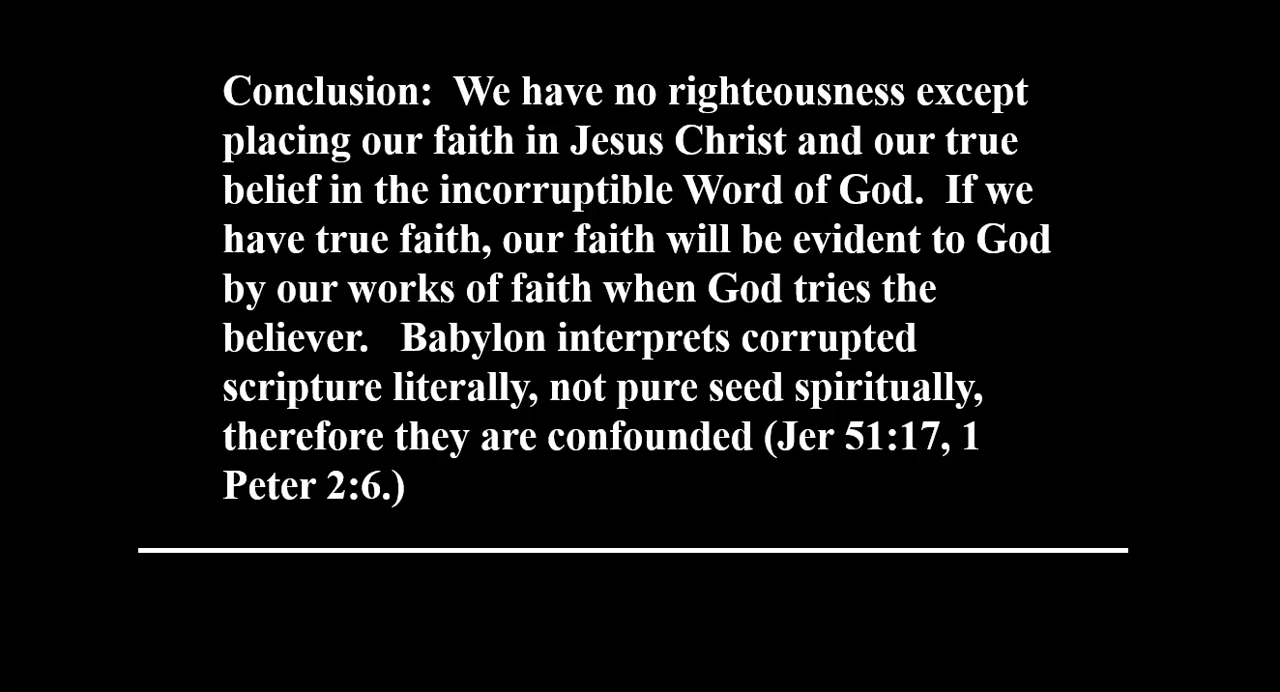 Conclusion:  We have no righteousness except
placing our faith in Jesus Christ and our true
belief in the incorruptible Word of God.  If we
have true faith, our faith will be evident to God
by our works of faith when God tries the
believer.   Babylon interprets corrupted
scripture literally, not pure seed spiritually,
therefore they are confounded (Jer 51:17, 1
Peter 2:6.)